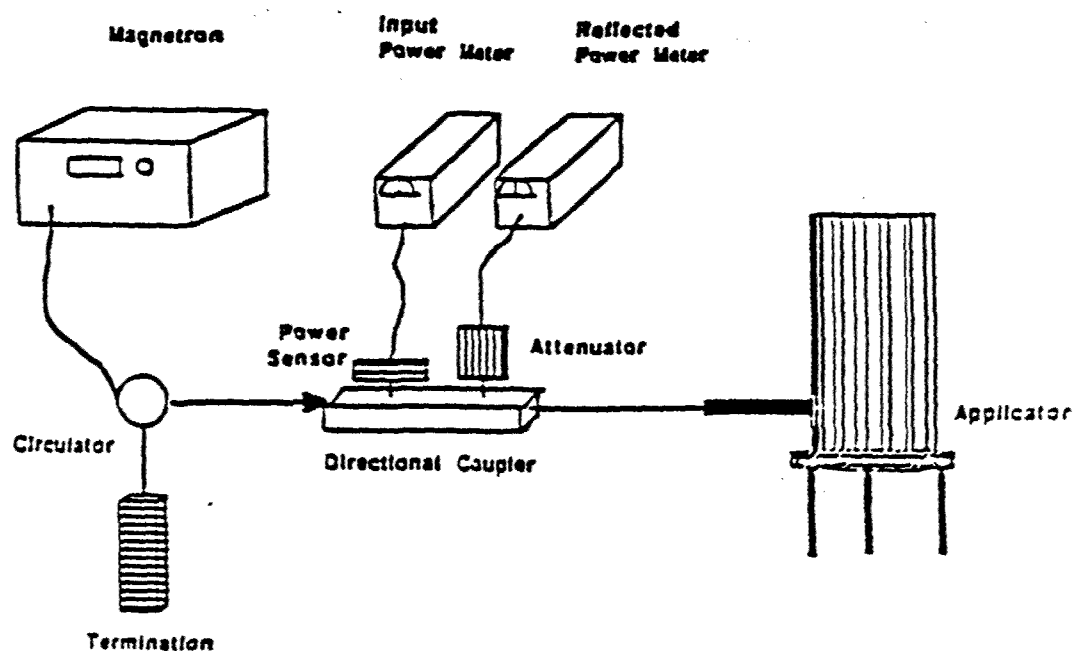 Magnetron
Input
Power Meter
Reflected
Power Meter
Power
Sensor
Attenuator
Applicator
Circulator
Directional Coupler
Termination